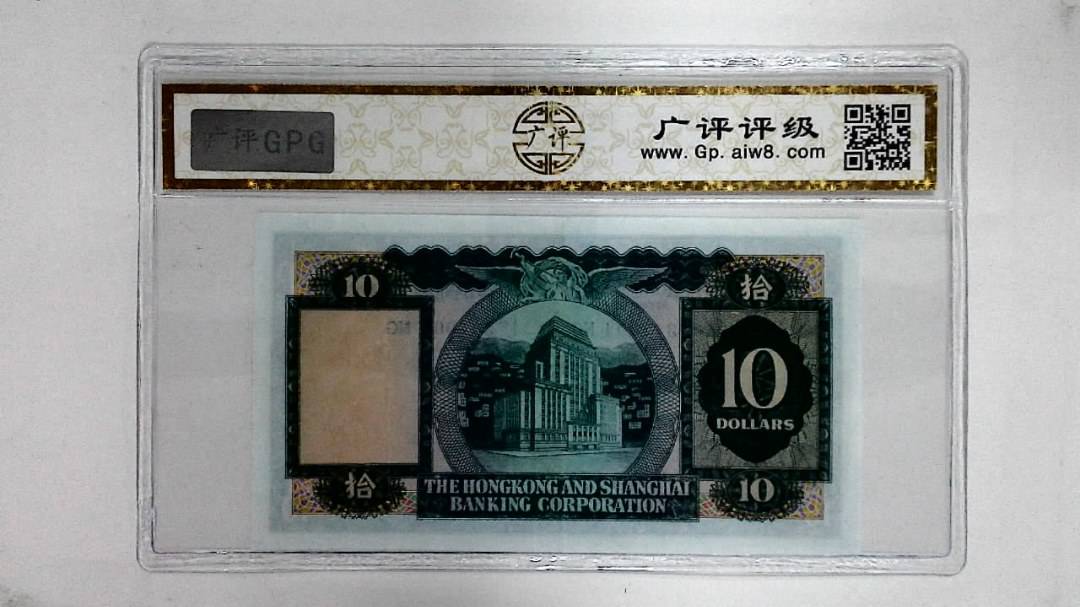 广评GPG
广评
广评评级
www.Gp.aiw8.com
10
拾
10
DOLLARS
拾
THE HONGKONG AND SHANGHAI
BANKING CORPORATION
10